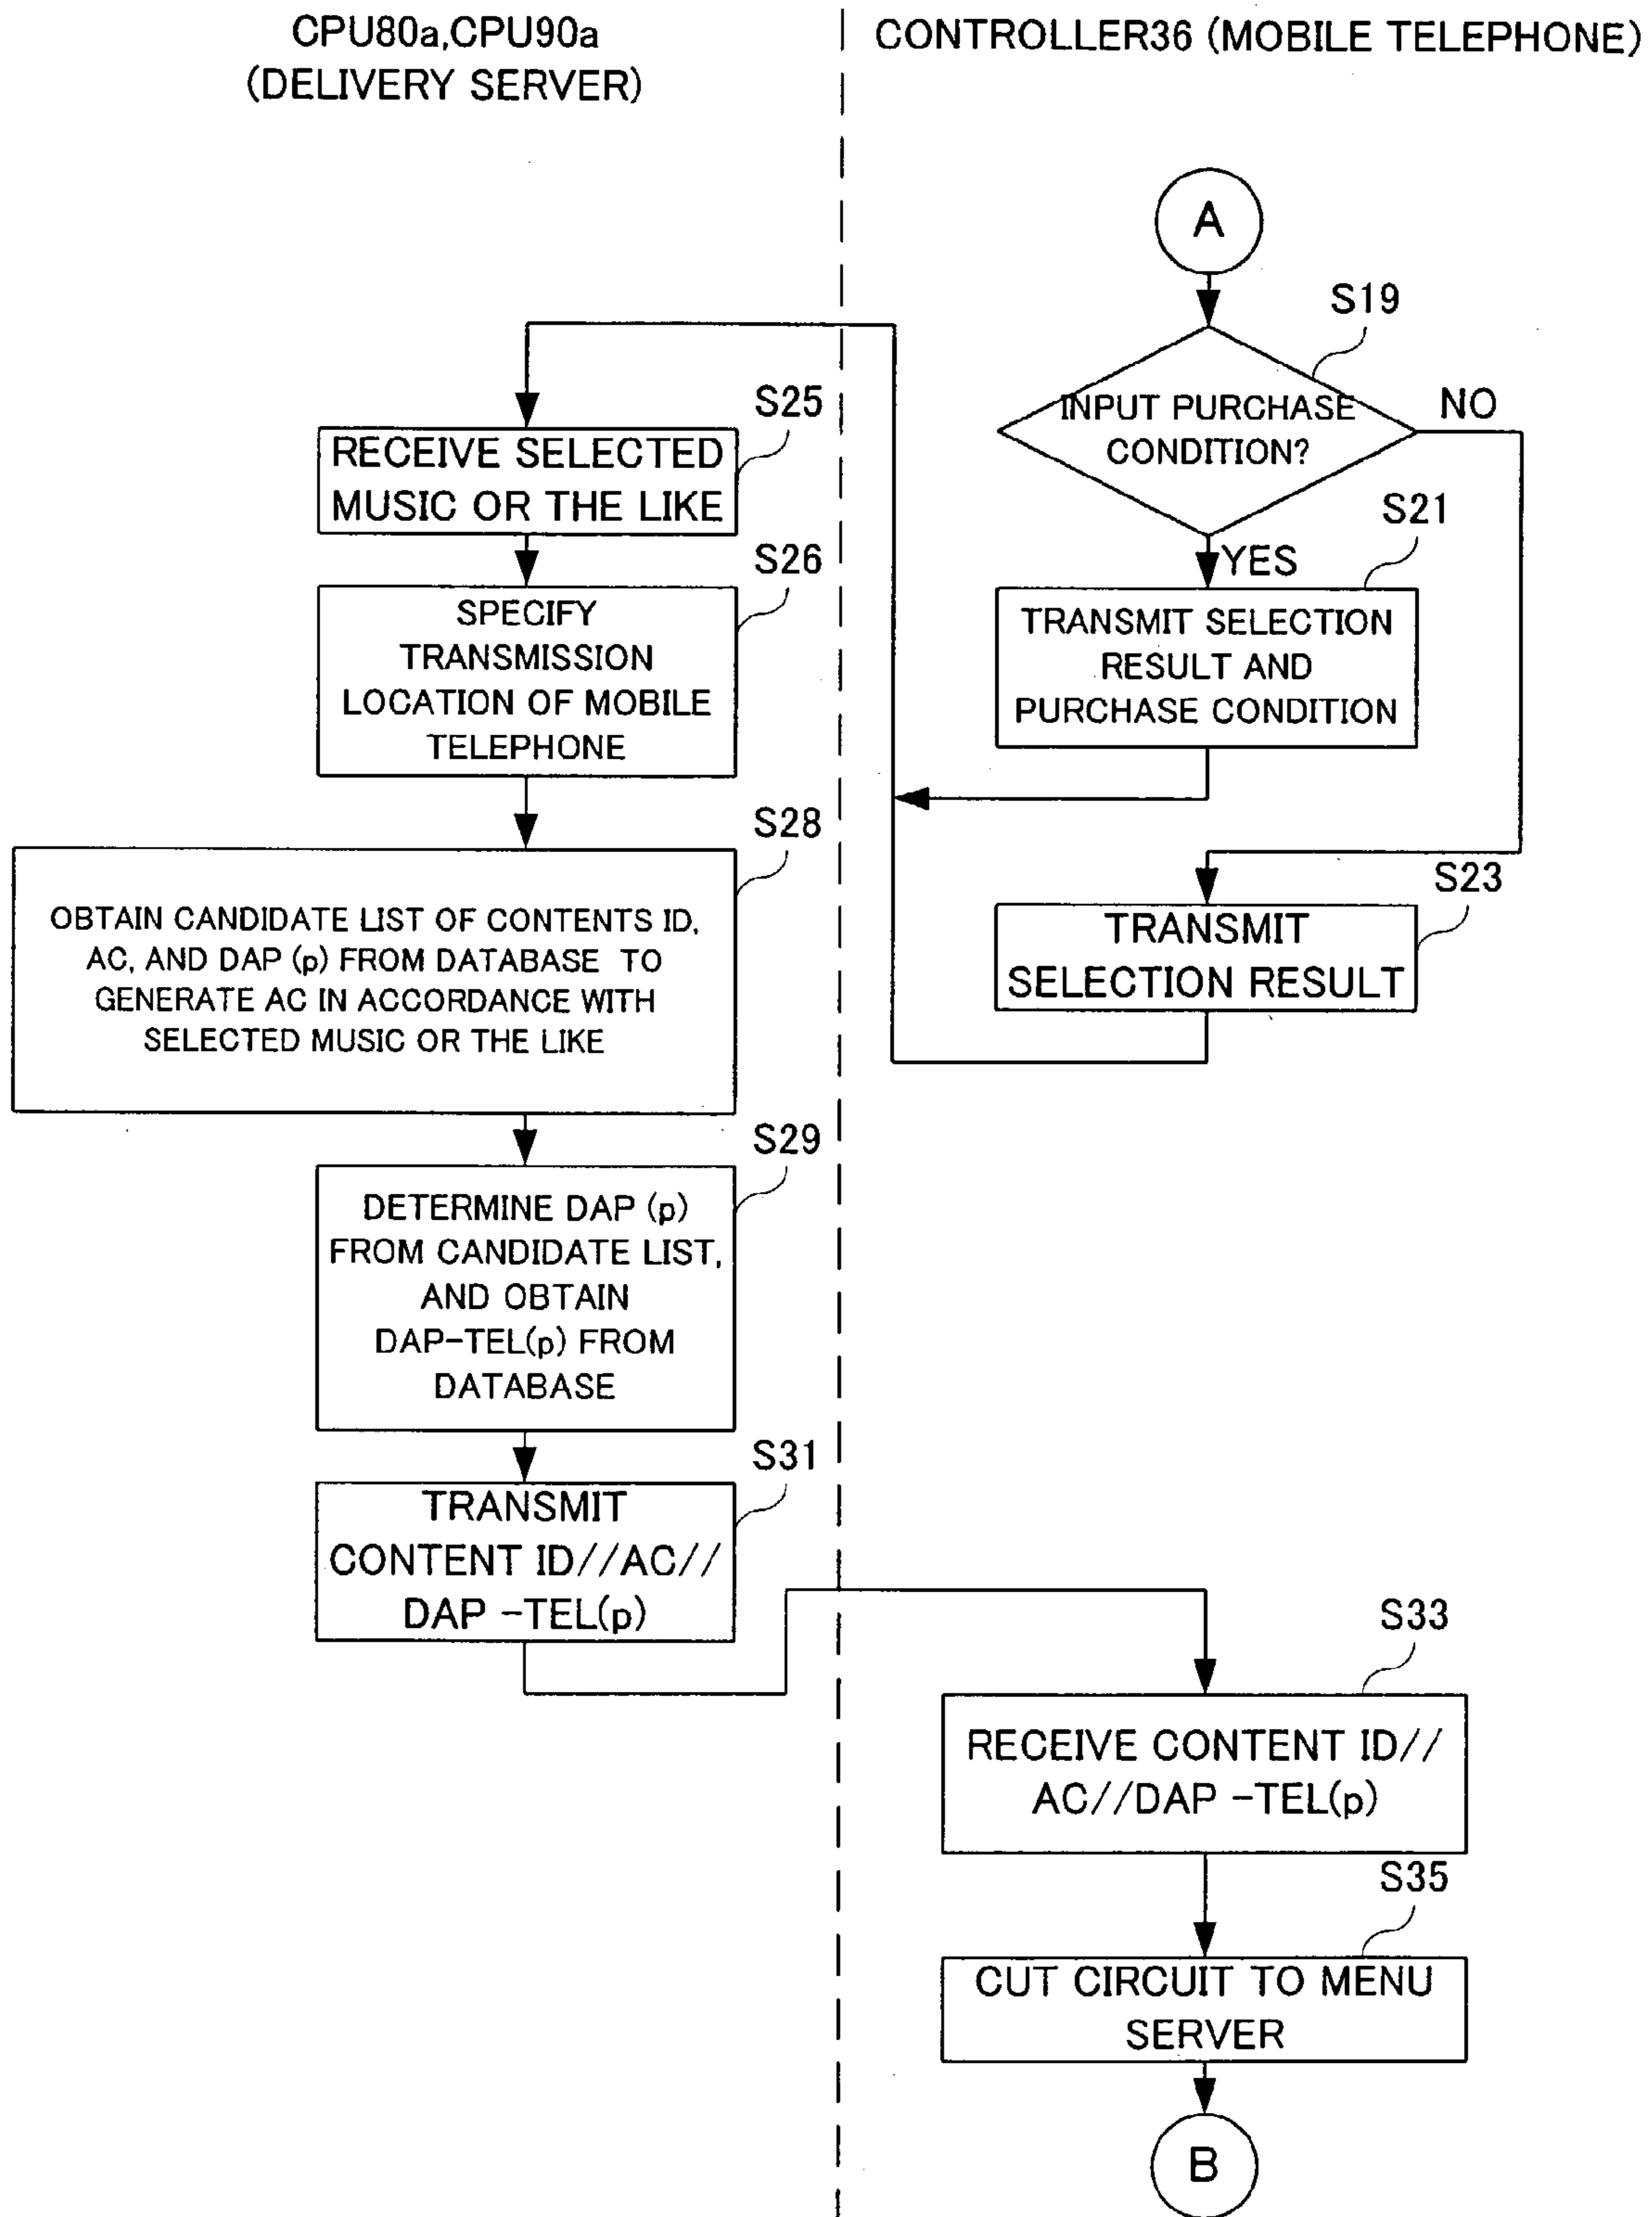 CPU80a,CPU90a
(DELIVERY SERVER)
CONTROLLER36 (MOBILE TELEPHONE)
A
S19
INPUT PURCHASE
CONDITION?
NO
YES
S21
TRANSMIT SELECTION
RESULT AND
PURCHASE CONDITION
S23
TRANSMIT
SELECTION RESULT
S25
RECEIVE SELECTED
MUSIC OR THE LIKE
S26
SPECIFY
TRANSMISSION
LOCATION OF MOBILE
TELEPHONE
S28
OBTAIN CANDIDATE LIST OF CONTENTS ID,
AC, AND DAP (p) FROM DATABASE TO
GENERATE AC IN ACCORDANCE WITH
SELECTED MUSIC OR THE LIKE
S29
DETERMINE DAP (p)
FROM CANDIDATE LIST,
AND OBTAIN
DAP-TEL(p) FROM
DATABASE
S31
TRANSMIT
CONTENT ID//AC//
DAP -TEL(p)
S33
RECEIVE CONTENT ID//
AC//DAP -TEL(p)
S35
CUT CIRCUIT TO MENU
SERVER
B